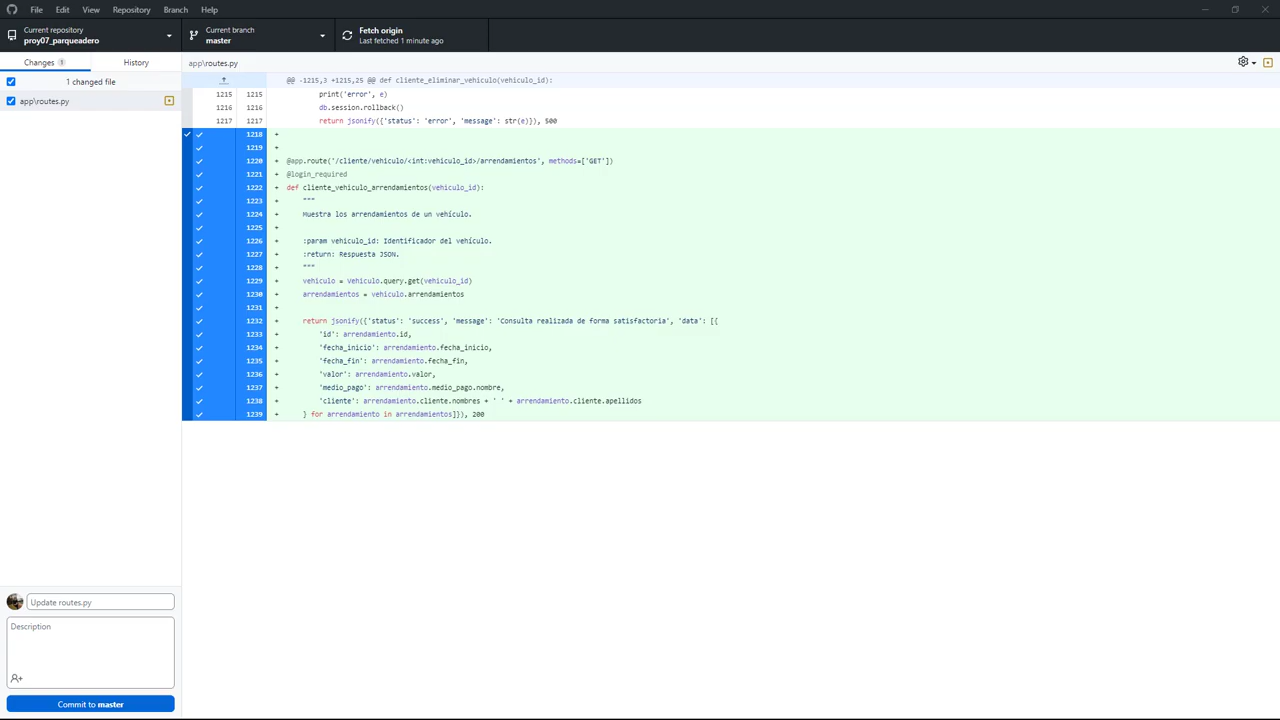 File Edit View Repository Branch Help
Current repository
proy07_parqueadero
Current branch
master
Fetch origin
Last fetched 1 minute ago
Changes 1
History
app\routes.py
1 changed file
app\routes.py
@@ -1215,3 +1215,25 @@ def cliente_eliminar_vehiculo(vehiculo_id):
1215 1215 print('error', e)
1216 1216 db.session.rollback()
1217 1217 return jsonify({'status': 'error', 'message': str(e)}), 500
1218 +
1219 +
1220 + @app.route('/cliente/vehiculo/<int:vehiculo_id>/arrendamientos', methods=['GET'])
1221 + @login_required
1222 + def cliente_vehiculo_arrendamientos(vehiculo_id):
1223 + """
1224 + Muestra los arrendamientos de un vehículo.
1225 +
1226 + :param vehiculo_id: Identificador del vehículo.
1227 + :return: Respuesta JSON.
1228 + """
1229 + vehiculo = Vehiculo.query.get(vehiculo_id)
1230 + arrendamientos = vehiculo.arrendamientos
1231 +
1232 + return jsonify({'status': 'success', 'message': 'Consulta realizada de forma satisfactoria', 'data': [{
1233 + 'id': arrendamiento.id,
1234 + 'fecha_inicio': arrendamiento.fecha_inicio,
1235 + 'fecha_fin': arrendamiento.fecha_fin,
1236 + 'valor': arrendamiento.valor,
1237 + 'medio_pago': arrendamiento.medio_pago.nombre,
1238 + 'cliente': arrendamiento.cliente.nombres + ' ' + arrendamiento.cliente.apellidos
1239 + } for arrendamiento in arrendamientos]}), 200
Update routes.py
Description
Commit to master